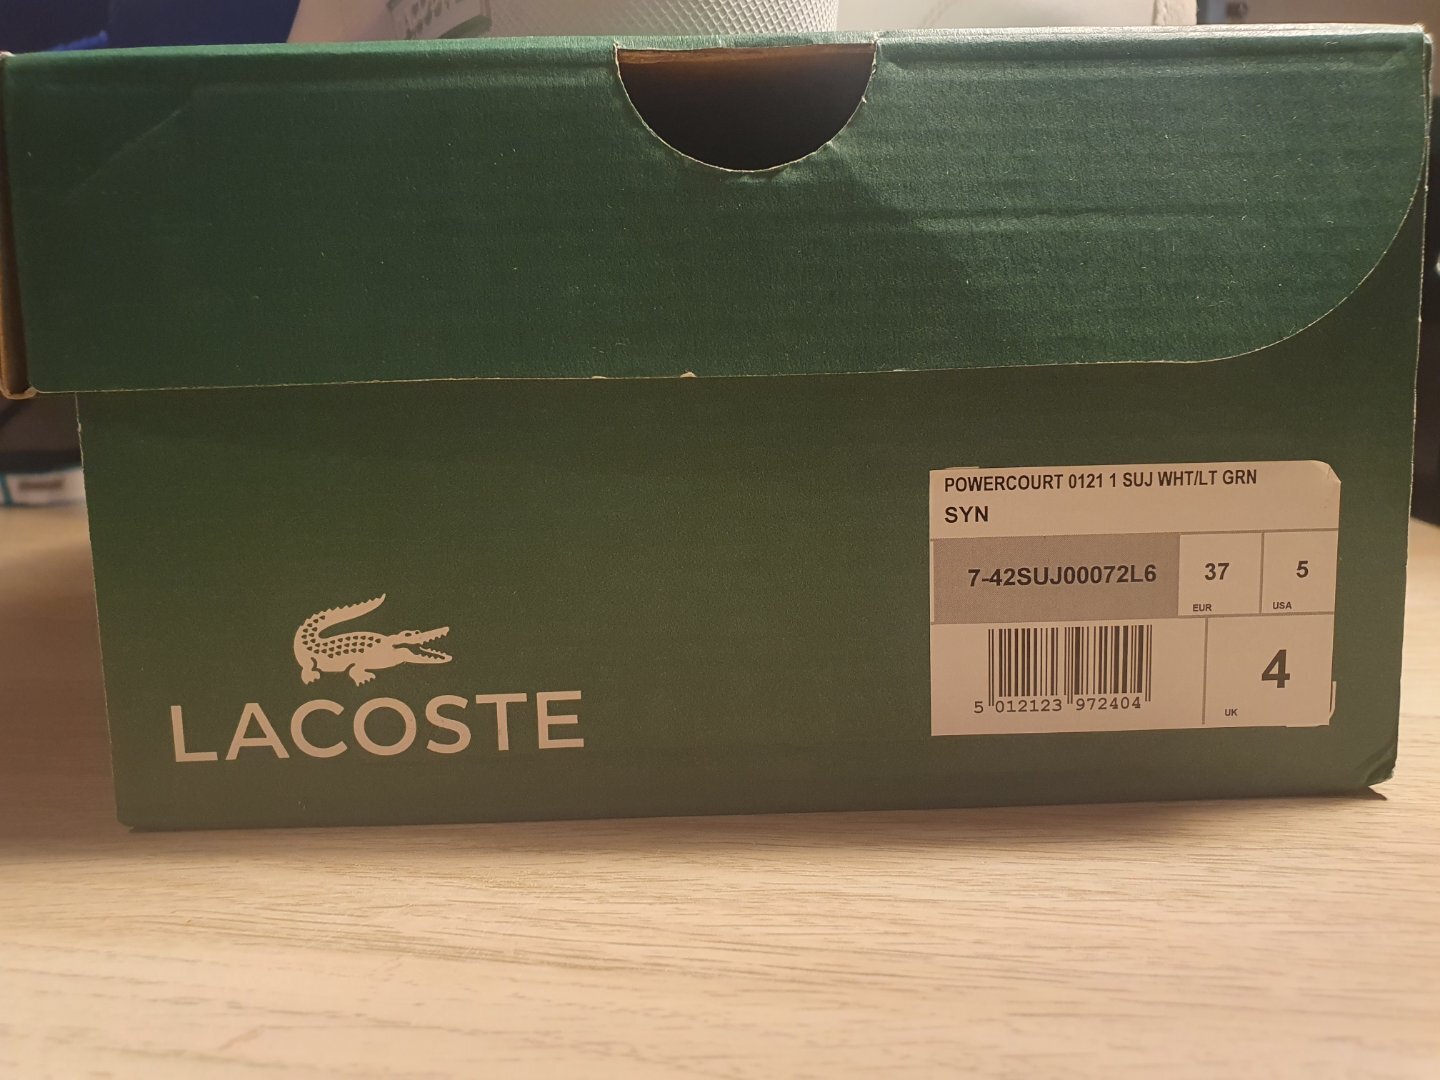 LACOSTE
POWERCOURT 0121 1 SUJ WHT/LT GRN
SYN
7-42SUJ00072L6
37
EUR
5
USA
5 012123 972404
4
UK
LACOSTE